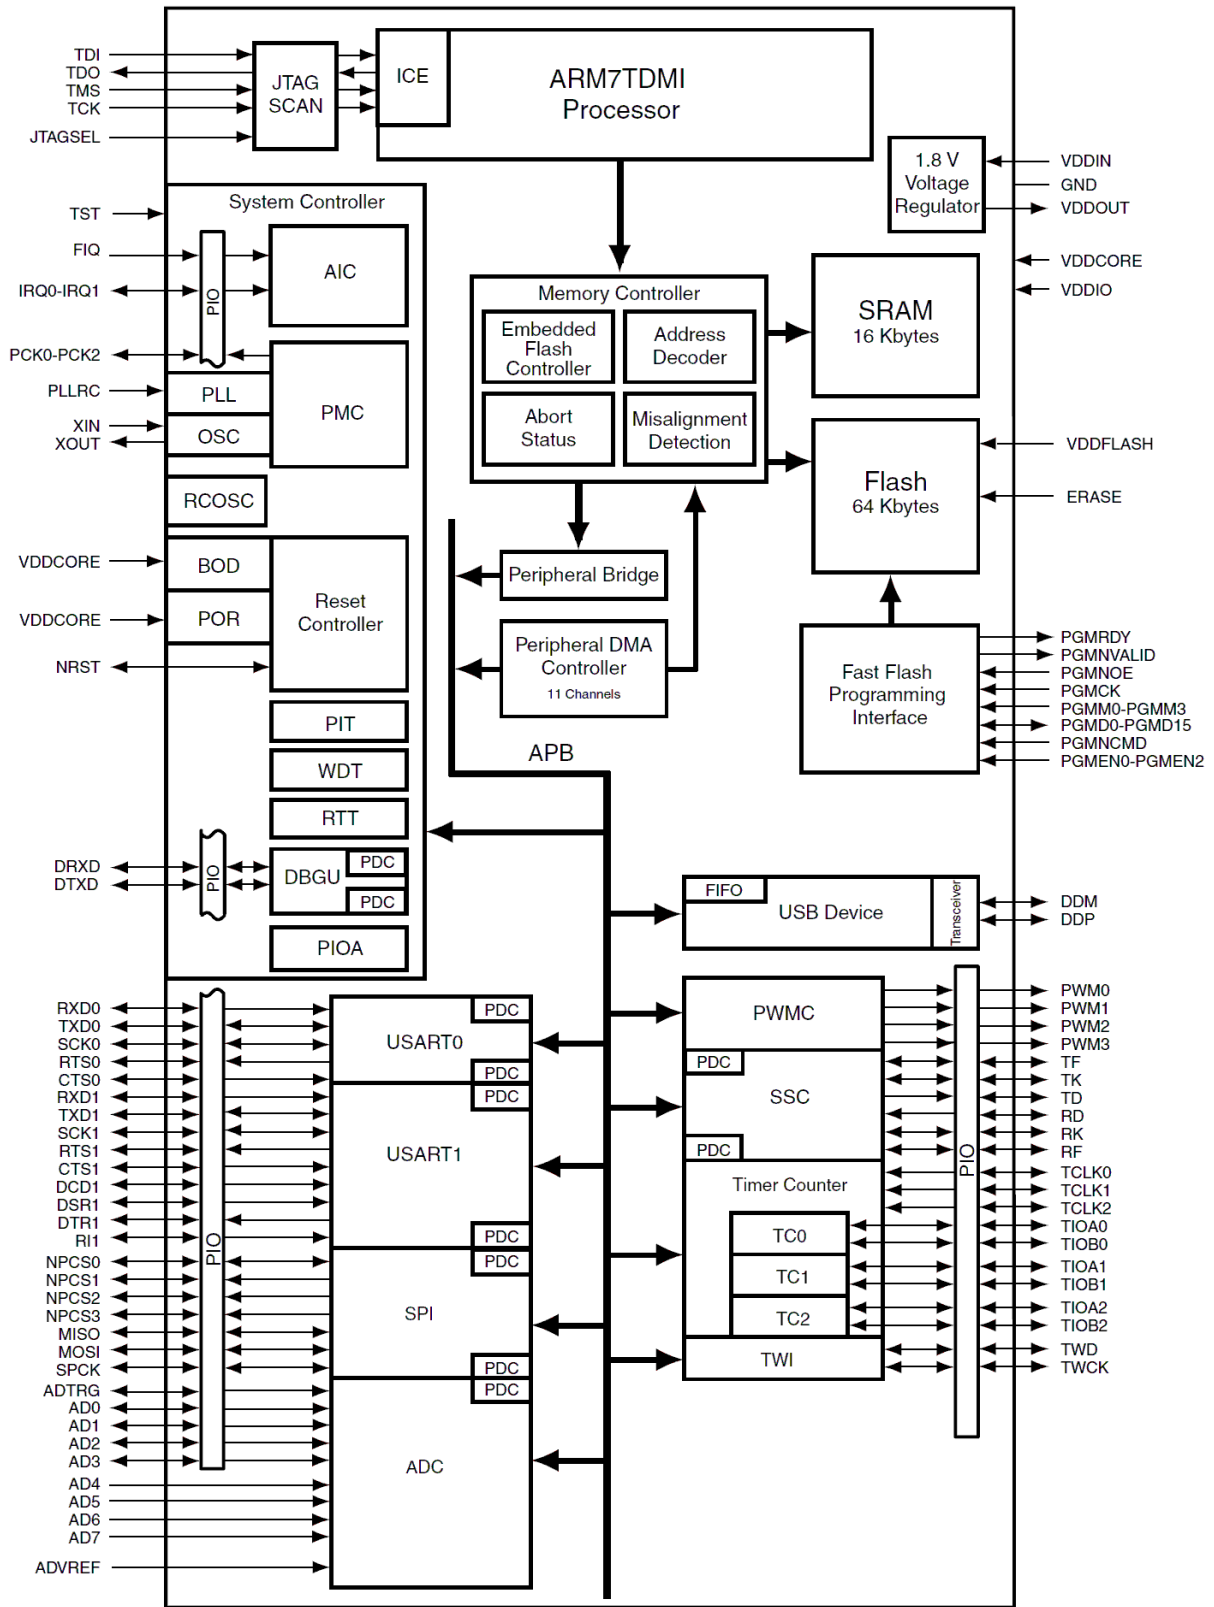 TDI
TDO
TMS
TCK
JTAGSEL
JTAG
SCAN
ICE
ARM7TDMI
Processor
1.8 V
Voltage
Regulator
VDDIN
GND
VDDOUT
VDDCORE
VDDIO
System Controller
TST
FIQ
IRQ0-IRQ1
PIO
AIC
PCK0-PCK2
PLLRC
PLL
PMC
XIN
XOUT
OSC
RCOSC
VDDCORE
BOD
VDDCORE
POR
Reset
Controller
NRST
PIT
WDT
RTT
DRXD
DTXD
PIO
DBGU
PDC
PDC
PIOA
Memory Controller
Embedded
Flash
Controller
Address
Decoder
Abort
Status
Misalignment
Detection
SRAM
16 Kbytes
Flash
64 Kbytes
VDDFLASH
ERASE
Peripheral Bridge
Peripheral DMA
Controller
11 Channels
APB
Fast Flash
Programming
Interface
PGMRDY
PGMNVALID
PGMNOE
PGMCK
PGMM0-PGMM3
PGMD0-PGMD15
PGMNCMD
PGMEN0-PGMEN2
FIFO
USB Device
Transceiver
DDM
DDP
RXD0
TXD0
SCK0
RTS0
CTS0
RXD1
TXD1
SCK1
RTS1
CTS1
DCD1
DSR1
DTR1
RI1
NPCS0
NPCS1
NPCS2
NPCS3
MISO
MOSI
SPCK
ADTRG
AD0
AD1
AD2
AD3
AD4
AD5
AD6
AD7
ADVREF
PIO
PDC
USART0
PDC
PDC
USART1
PDC
PDC
SPI
PDC
PDC
ADC
PWMC
PDC
SSC
PDC
Timer Counter
TC0
TC1
TC2
TWI
PIO
PWM0
PWM1
PWM2
PWM3
TF
TK
TD
RD
RK
RF
TCLK0
TCLK1
TCLK2
TIOA0
TIOB0
TIOA1
TIOB1
TIOA2
TIOB2
TWD
TWCK